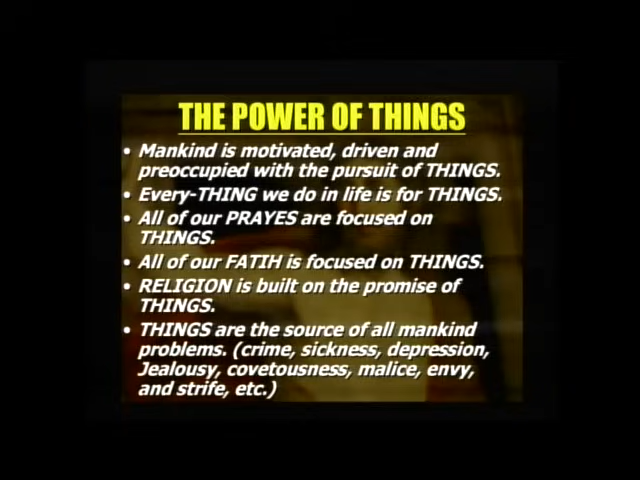 THE POWER OF THINGS
• Mankind is motivated, driven and
preoccupied with the pursuit of THINGS.
• Every-THING we do in life is for THINGS.
• All of our PRAYES are focused on
THINGS.
• All of our FATIH is focused on THINGS.
• RELIGION is built on the promise of
THINGS.
• THINGS are the source of all mankind
problems. (crime, sickness, depression,
Jealousy, covetousness, malice, envy,
and strife, etc.)